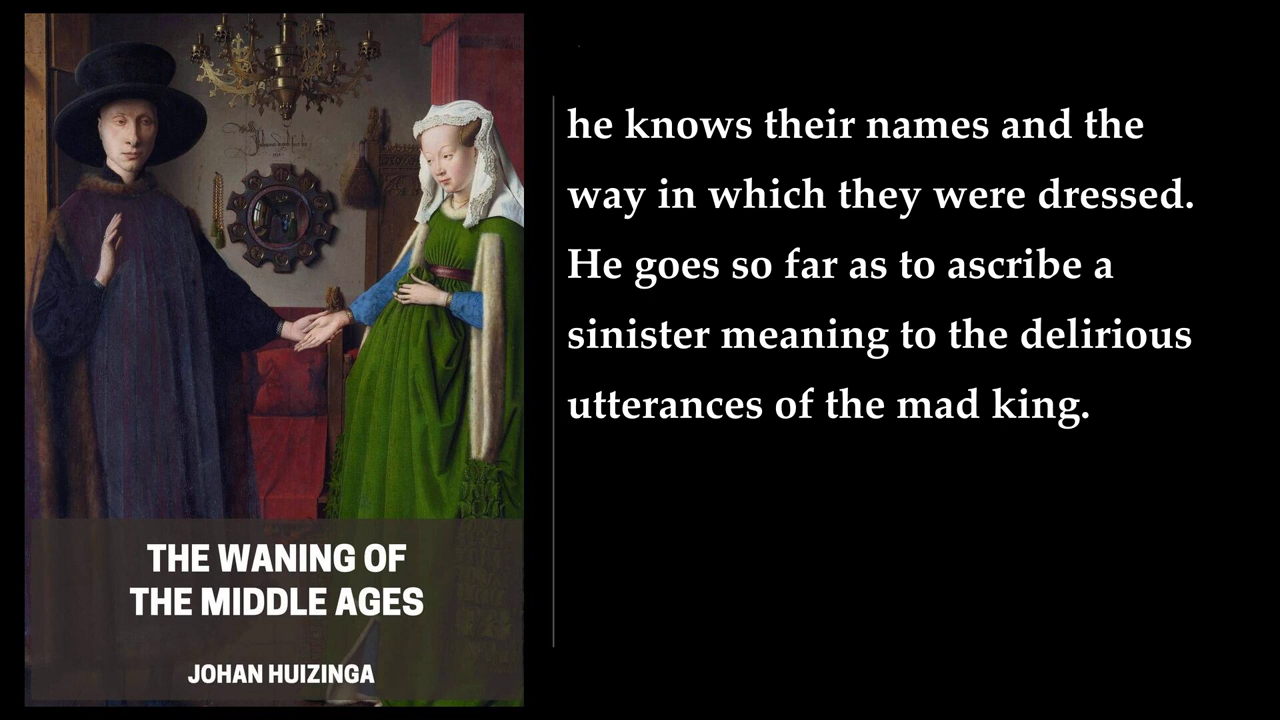 he knows their names and the
way in which they were dressed.
He goes so far as to ascribe a
sinister meaning to the delirious
utterances of the mad king.
THE WANING OF
THE MIDDLE AGES
JOHAN HUIZINGA